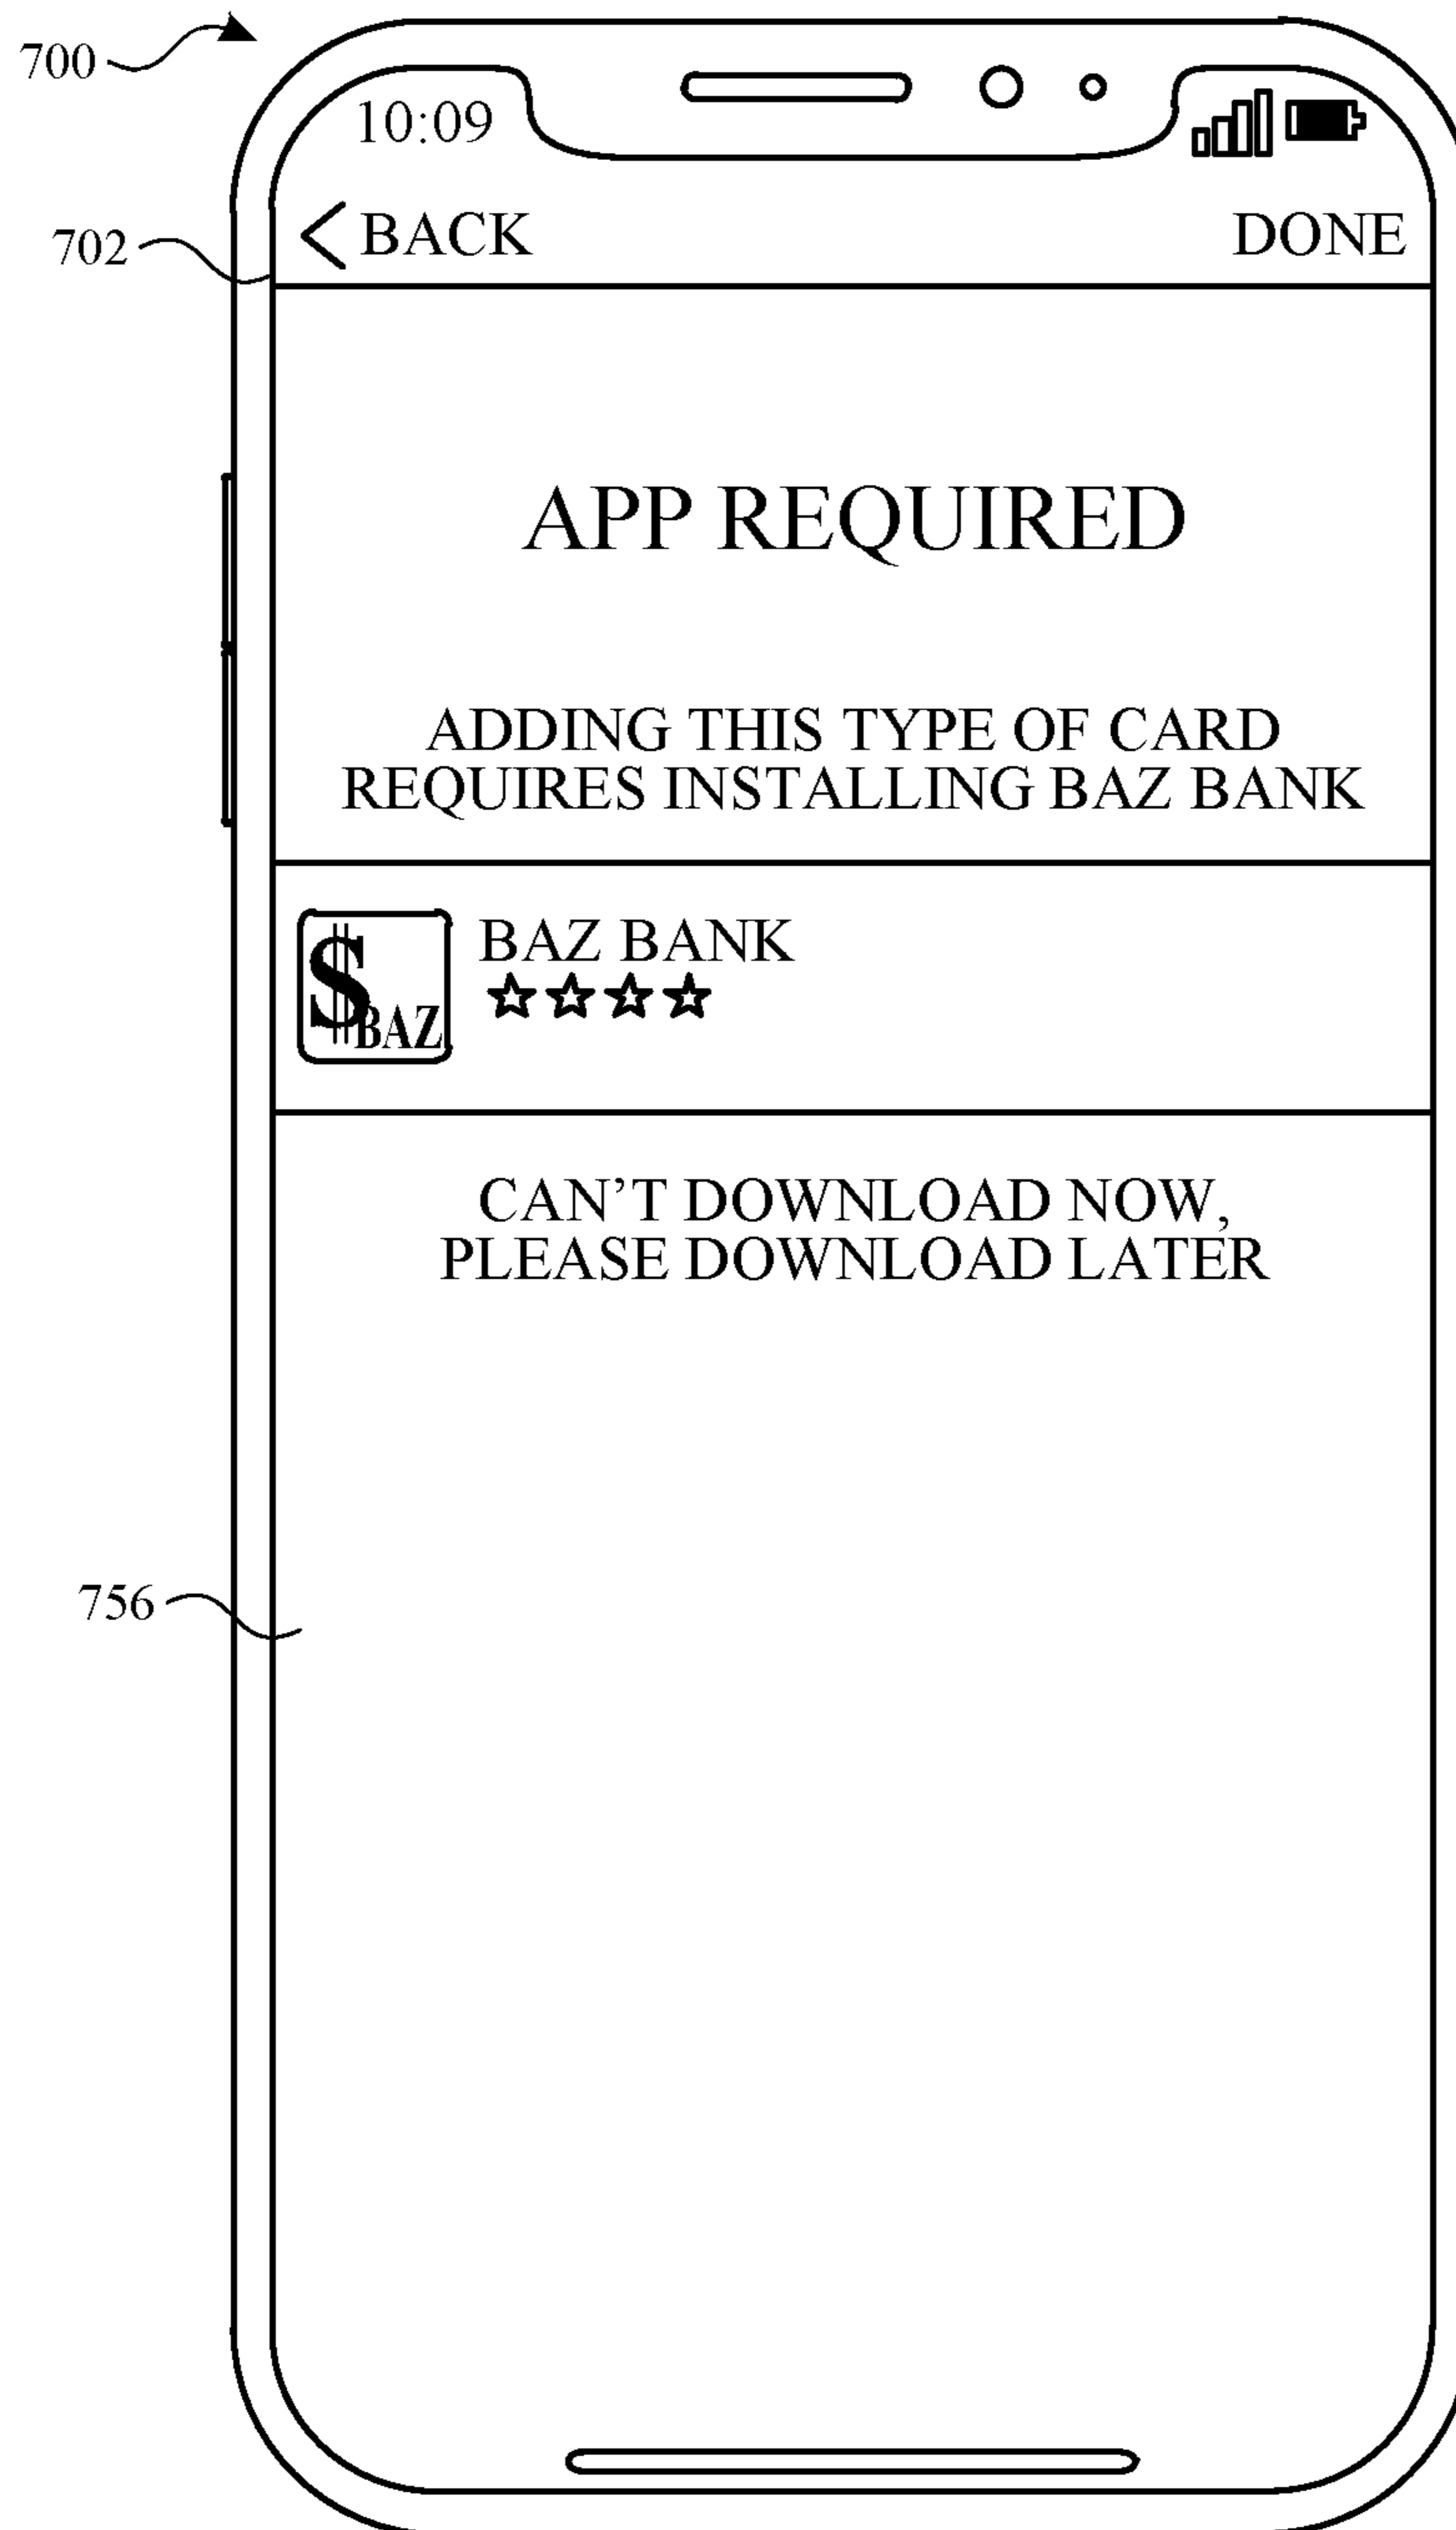 700
10:09
702
BACK
DONE
APP REQUIRED
ADDING THIS TYPE OF CARD
REQUIRES INSTALLING BAZ BANK
$
BAZ
BAZ BANK
CAN'T DOWNLOAD NOW,
PLEASE DOWNLOAD LATER
756